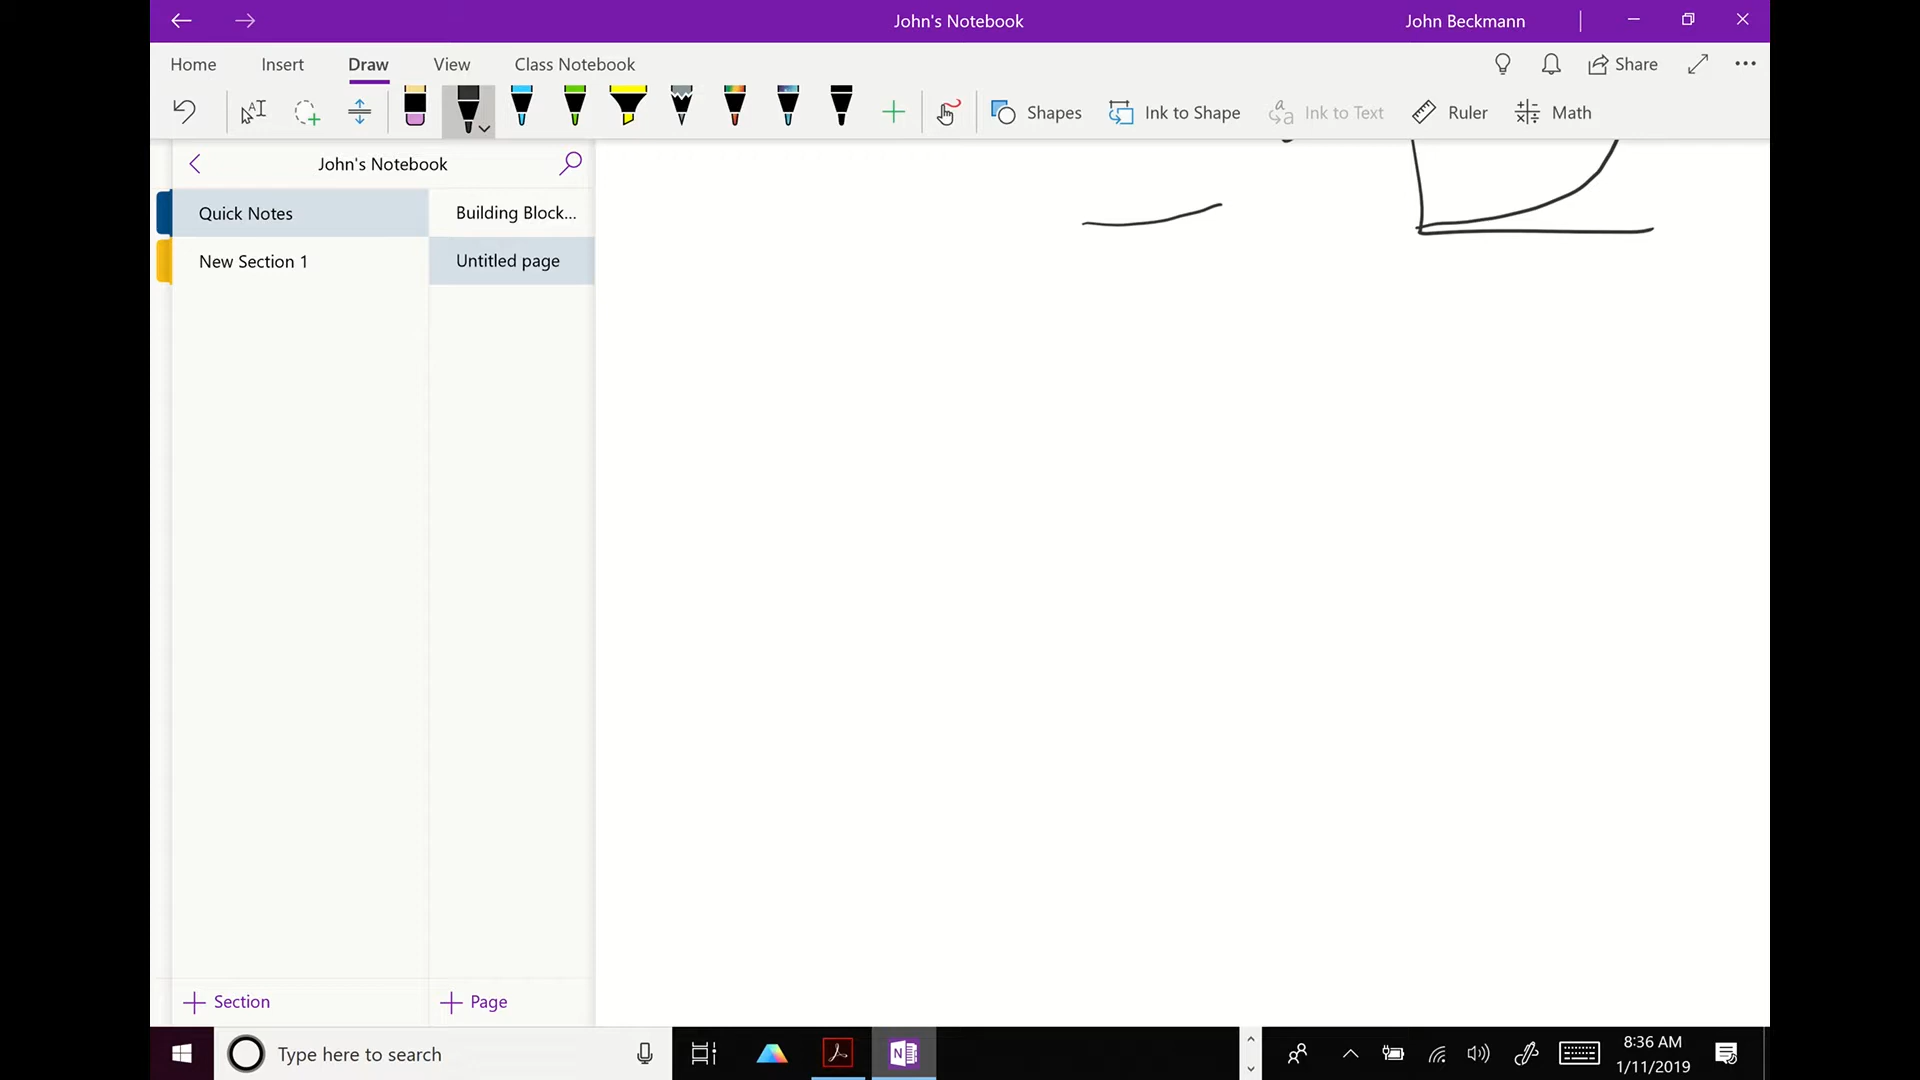 John's Notebook
John Beckmann
Home Insert Draw View Class Notebook
Share
Shapes Ink to Shape Ink to Text Ruler Math
John's Notebook
Quick Notes
Building Block...
New Section 1
Untitled page
Section
Page
Type here to search
8:36 AM
1/11/2019